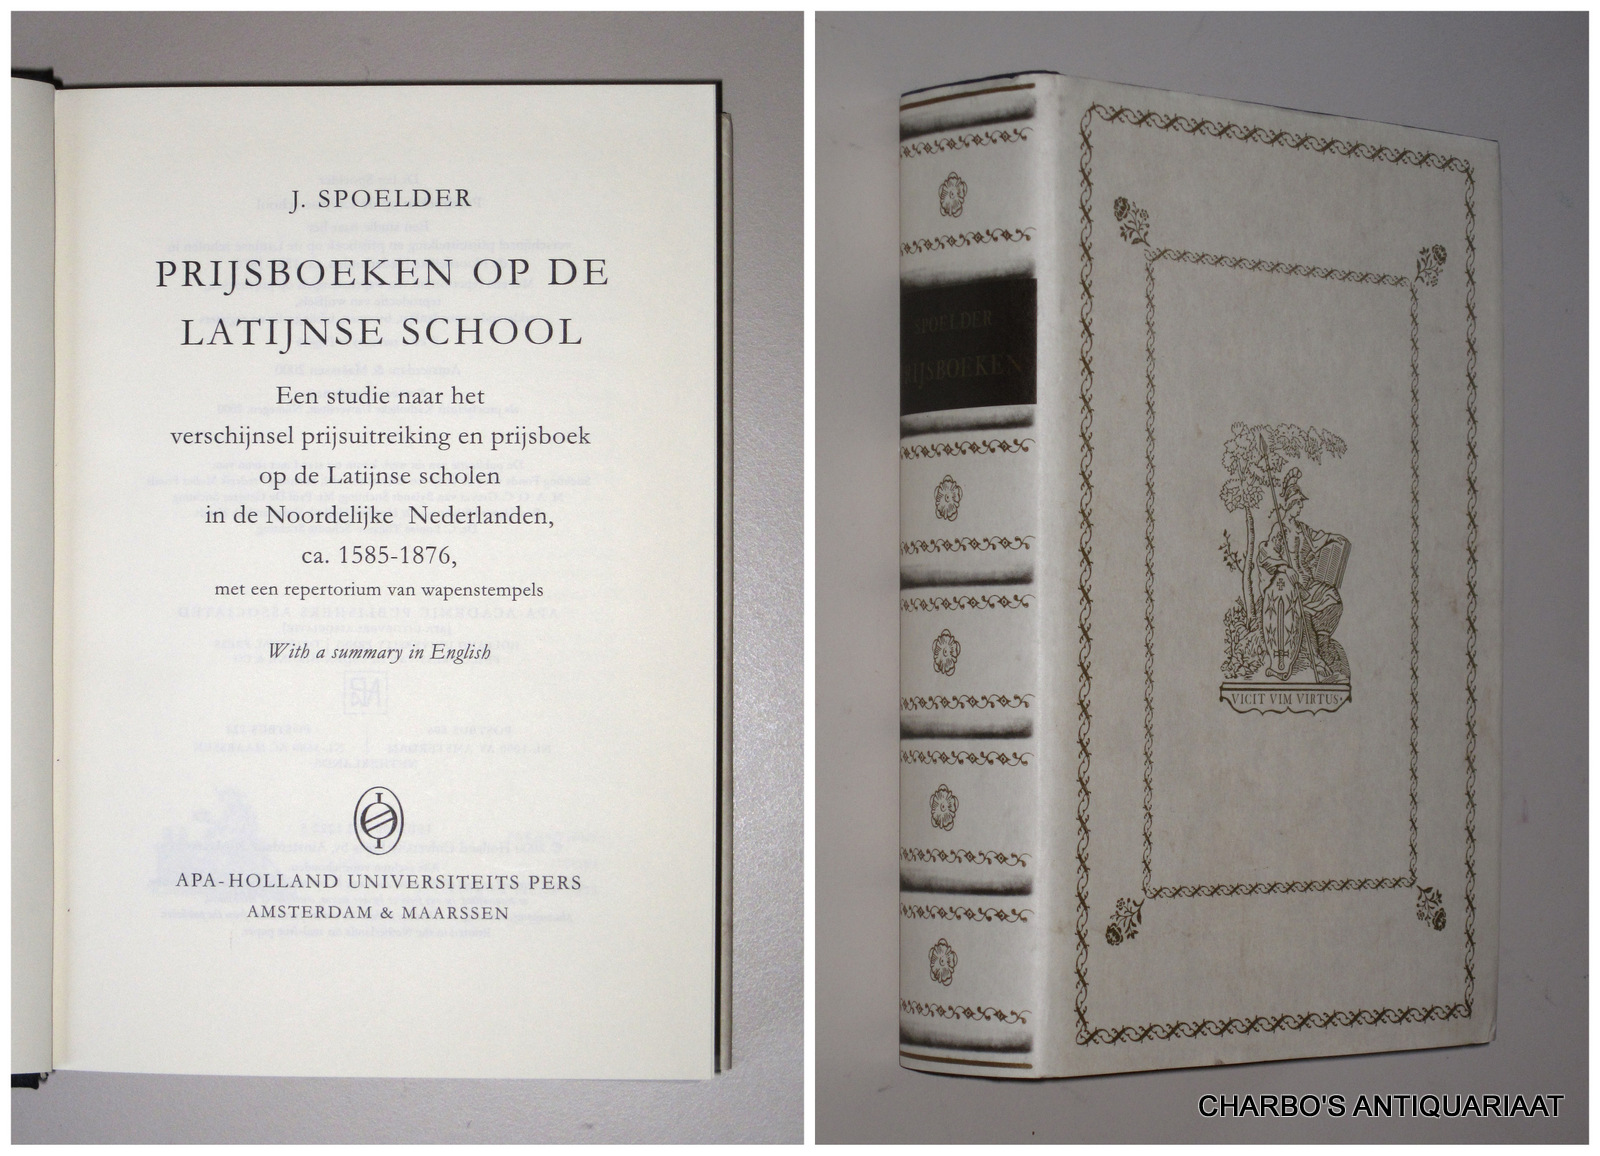 J. SPOELDER
PRIJSBOEKEN OP DE
LATIJNSE SCHOOL
Een studie naar het
verschijnsel prijsuitreiking en prijsboek
op de Latijnse scholen
in de Noordelijke Nederlanden,
ca. 1585-1876,
met een repertorium van wapenstempels
With a summary in English
APA-HOLLAND UNIVERSITEITS PERS
AMSTERDAM & MAARSSEN
SPOELDER
PRIJSBOEKEN
VICIT VIM VIRTUS
CHARBO'S ANTIQUARIAAT